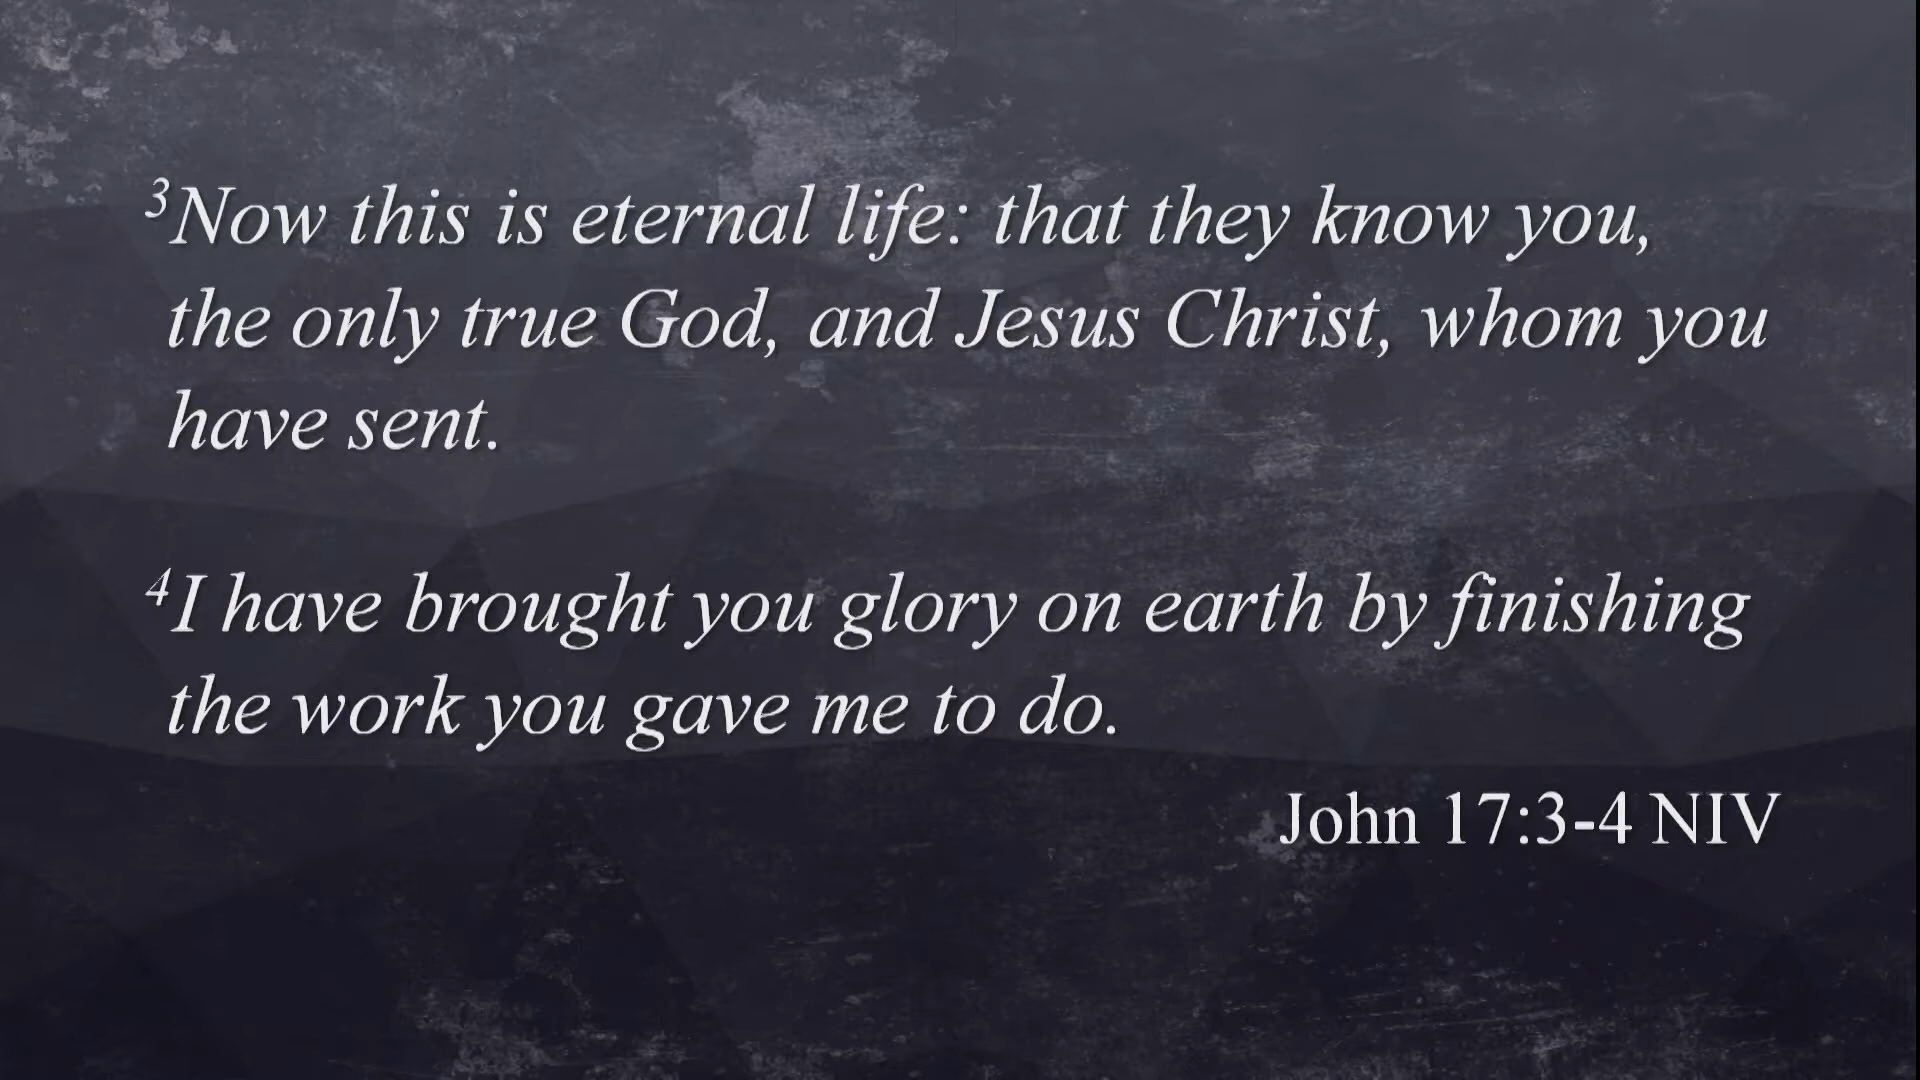 ³Now this is eternal life: that they know you,
the only true God, and Jesus Christ, whom you
have sent.
⁴I have brought you glory on earth by finishing
the work you gave me to do.
John 17:3-4 NIV